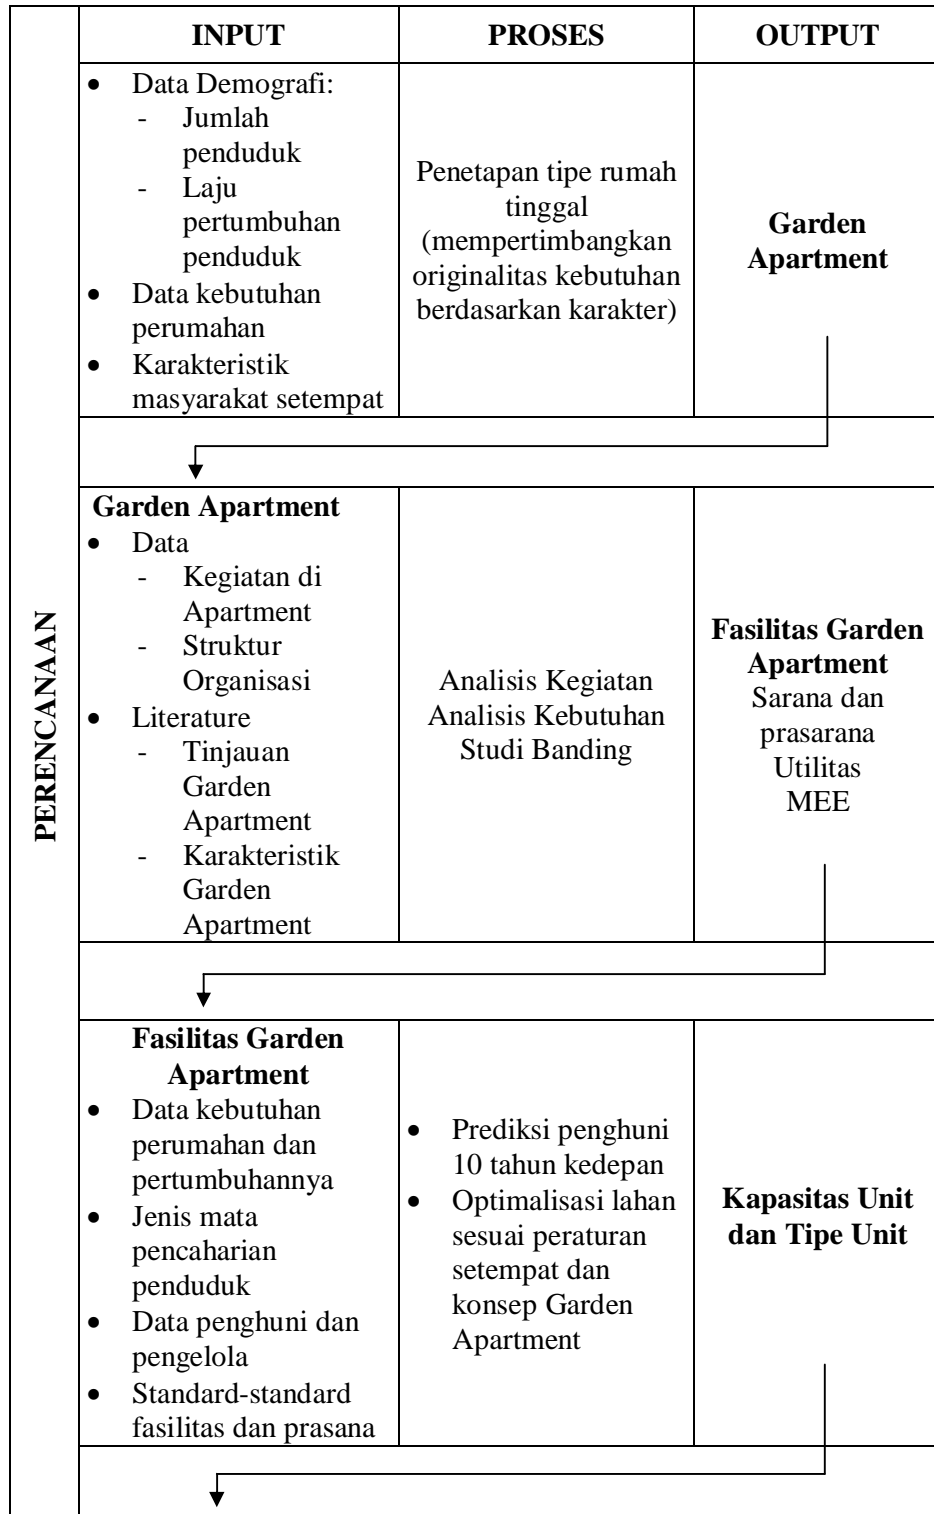 INPUT
PROSES
OUTPUT
PERENCANAAN
• Data Demografi:
- Jumlah
penduduk
- Laju
pertumbuhan
penduduk
• Data kebutuhan
perumahan
• Karakteristik
masyarakat setempat
Penetapan tipe rumah
tinggal
(mempertimbangkan
originalitas kebutuhan
berdasarkan karakter)
Garden
Apartment
Garden Apartment
• Data
- Kegiatan di
Apartment
- Struktur
Organisasi
• Literature
- Tinjauan
Garden
Apartment
- Karakteristik
Garden
Apartment
Analisis Kegiatan
Analisis Kebutuhan
Studi Banding
Fasilitas Garden
Apartment
Sarana dan
prasarana
Utilitas
MEE
Fasilitas Garden
Apartment
• Data kebutuhan
perumahan dan
pertumbuhannya
• Jenis mata
pencaharian
penduduk
• Data penghuni dan
pengelola
• Standard-standard
fasilitas dan prasana
• Prediksi penghuni
10 tahun kedepan
• Optimalisasi lahan
sesuai peraturan
setempat dan
konsep Garden
Apartment
Kapasitas Unit
dan Tipe Unit